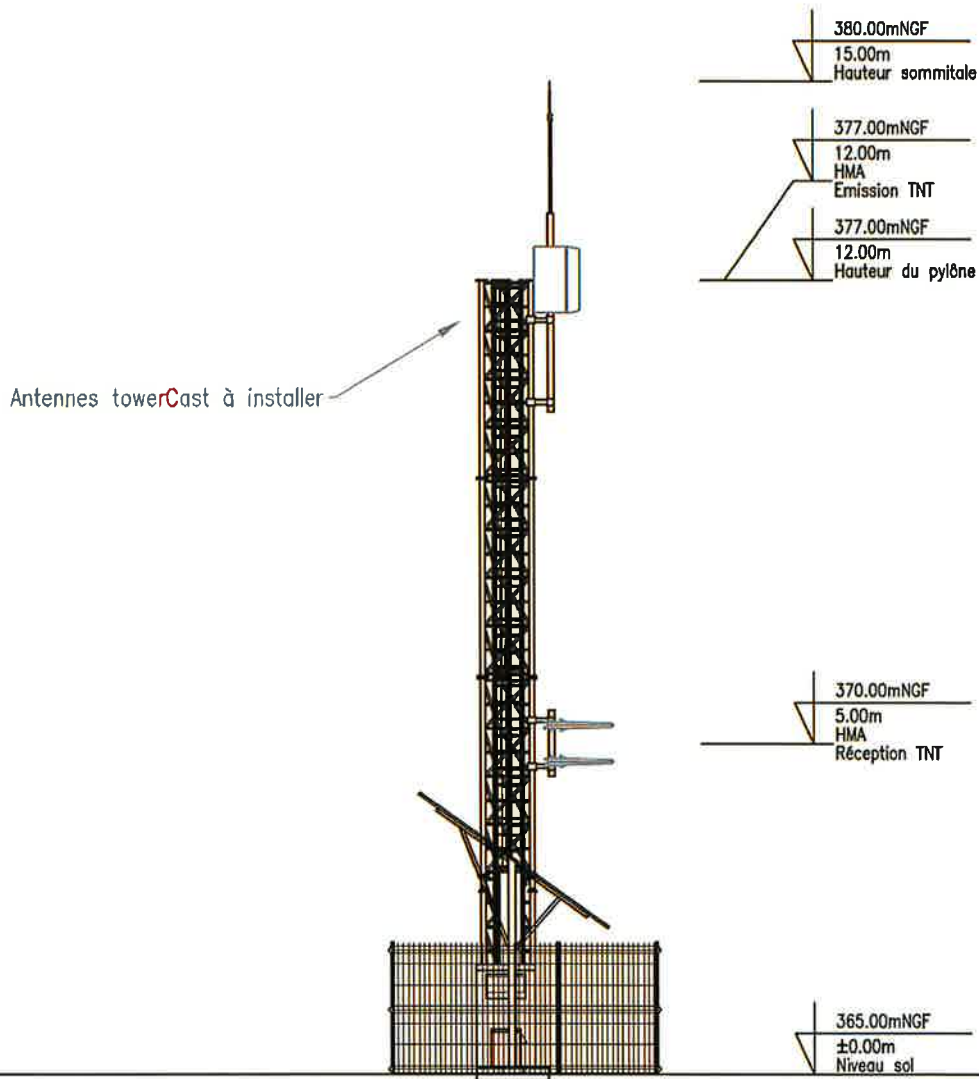 380.00mNGF
15.00m
Hauteur sommitale
377.00mNGF
12.00m
HMA
Emission TNT
377.00mNGF
12.00m
Hauteur du pylône
Antennes towerCast à installer
370.00mNGF
5.00m
HMA
Réception TNT
365.00mNGF
±0.00m
Niveau sol